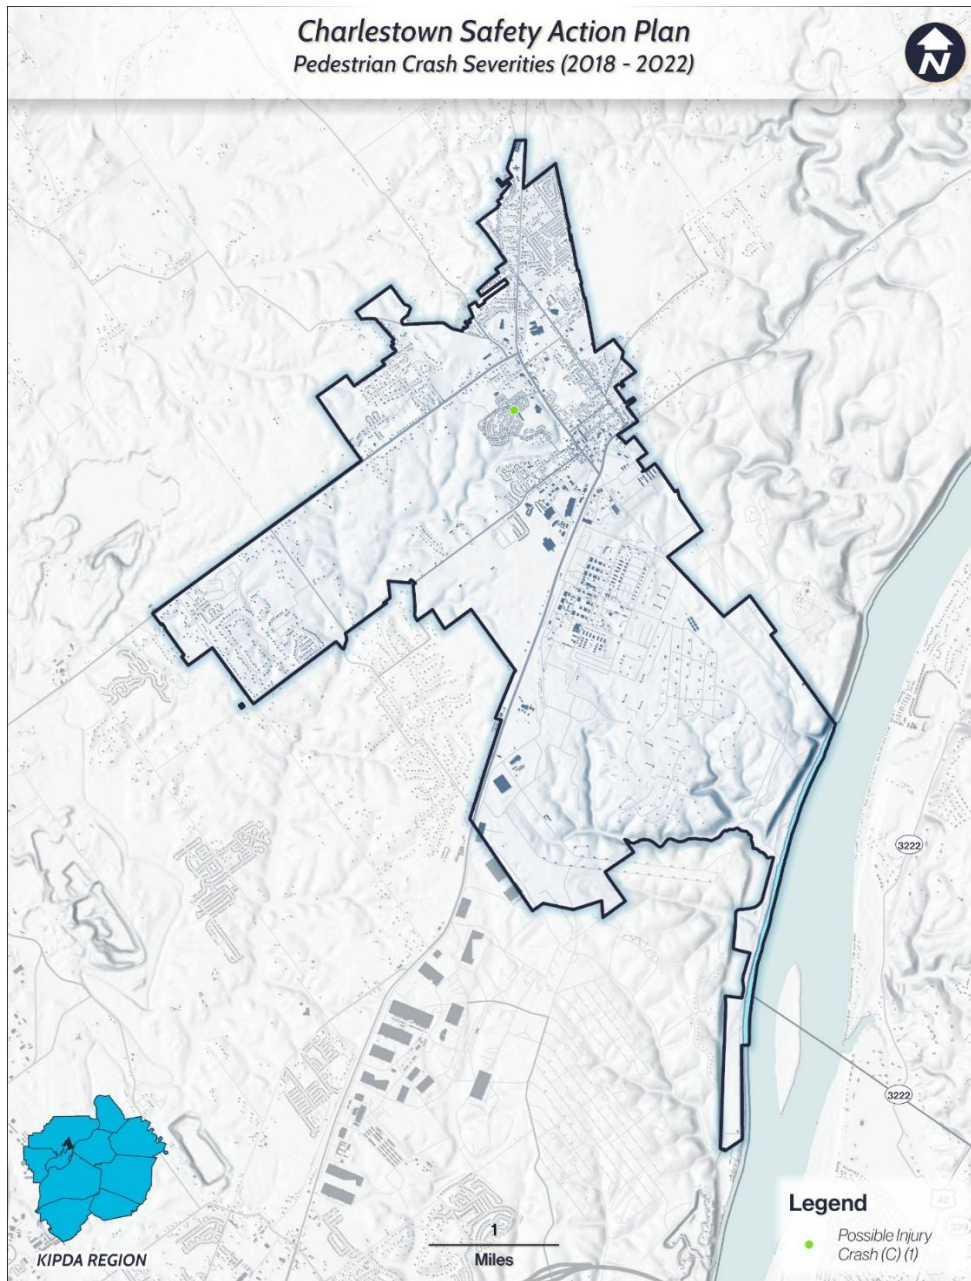 Charlestown Safety Action Plan
Pedestrian Crash Severities (2018 - 2022)
N
3222
3222
KIPDA REGION
1
Miles
Legend
Possible Injury
Crash (C) (1)
42